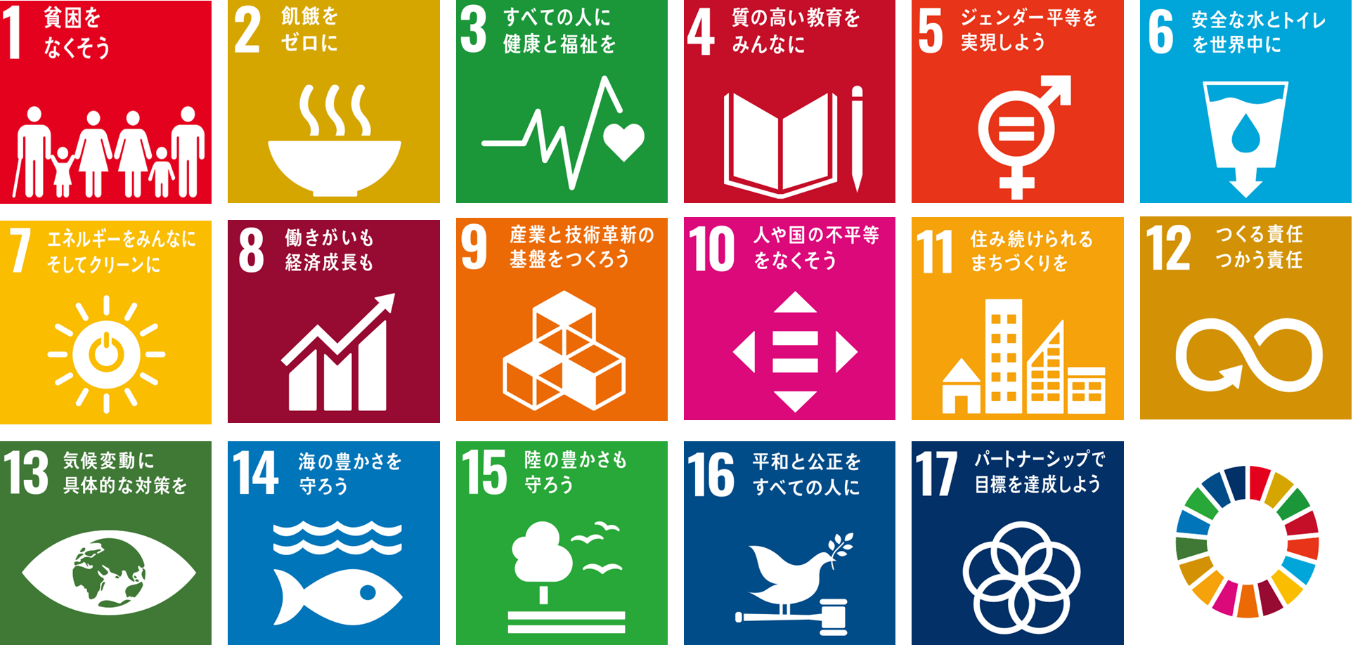 1 貧困を
なくそう
2 飢餓を
ゼロに
3 すべての人に
健康と福祉を
4 質の高い教育を
みんなに
5 ジェンダー平等を
実現しよう
6 安全な水とトイレ
を世界中に
7 エネルギーをみんなに
そしてクリーンに
8 働きがいも
経済成長も
9 産業と技術革新の
基盤をつくろう
10 人や国の不平等
をなくそう
11 住み続けられる
まちづくりを
12 つくる責任
つかう責任
13 気候変動に
具体的な対策を
14 海の豊かさを
守ろう
15 陸の豊かさも
守ろう
16 平和と公正を
すべての人に
17 パートナーシップで
目標を達成しよう